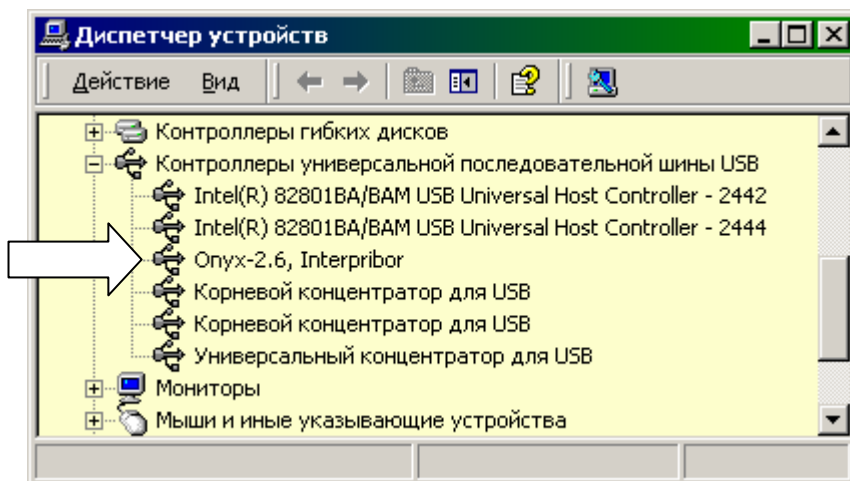 Диспетчер устройств
Действие Вид
Контроллеры гибких дисков
Контроллеры универсальной последовательной шины USB
Intel(R) 82801BA/BAM USB Universal Host Controller - 2442
Intel(R) 82801BA/BAM USB Universal Host Controller - 2444
Onyx-2.6, Interpribor
Корневой концентратор для USB
Корневой концентратор для USB
Универсальный концентратор для USB
Мониторы
Мыши и иные указывающие устройства